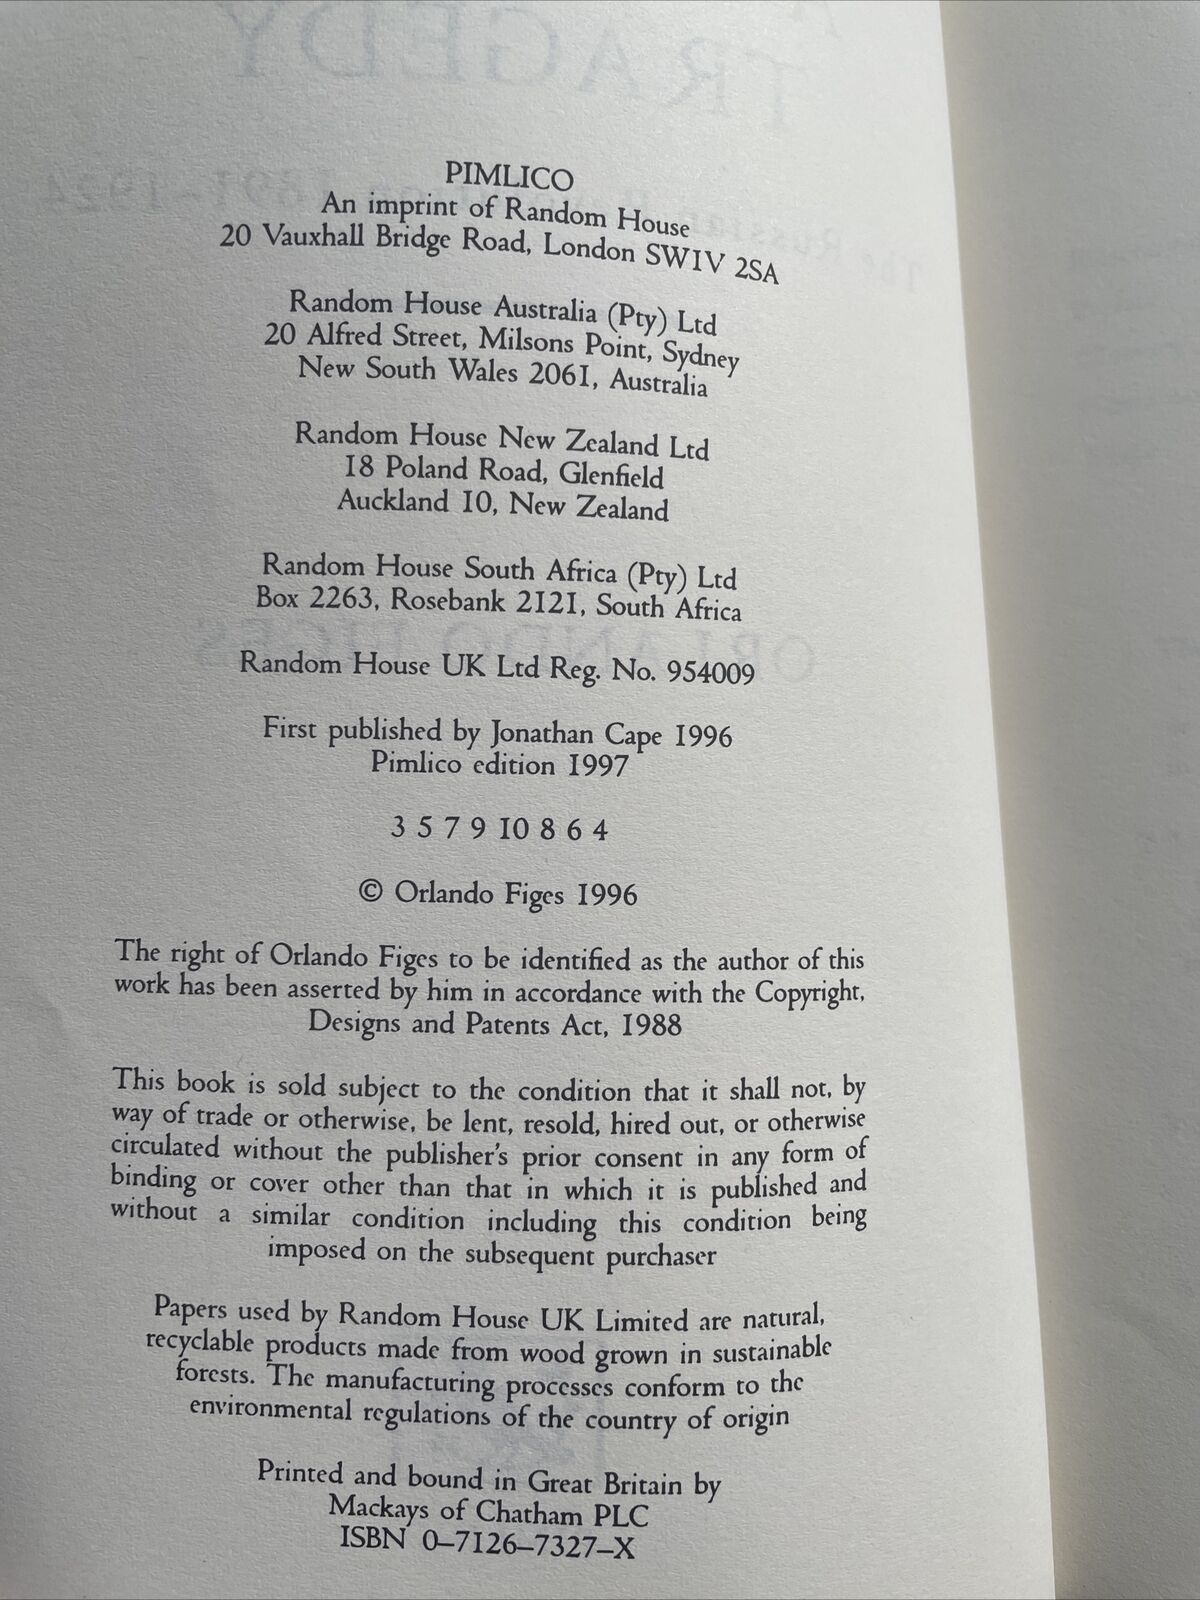 A
TRAGEDY
The Russian Revolution 1891–1924
PIMLICO
An imprint of Random House
20 Vauxhall Bridge Road, London SW1V 2SA
Random House Australia (Pty) Ltd
20 Alfred Street, Milsons Point, Sydney
New South Wales 2061, Australia
Random House New Zealand Ltd
18 Poland Road, Glenfield
Auckland 10, New Zealand
Random House South Africa (Pty) Ltd
Box 2263, Rosebank 2121, South Africa
ORLANDO FIGES
Random House UK Ltd Reg. No. 954009
First published by Jonathan Cape 1996
Pimlico edition 1997
3 5 7 9 10 8 6 4
© Orlando Figes 1996
The right of Orlando Figes to be identified as the author of this
work has been asserted by him in accordance with the Copyright,
Designs and Patents Act, 1988
This book is sold subject to the condition that it shall not, by
way of trade or otherwise, be lent, resold, hired out, or otherwise
circulated without the publisher's prior consent in any form of
binding or cover other than that in which it is published and
without a similar condition including this condition being
imposed on the subsequent purchaser
Papers used by Random House UK Limited are natural,
recyclable products made from wood grown in sustainable
forests. The manufacturing processes conform to the
environmental regulations of the country of origin
Printed and bound in Great Britain by
Mackays of Chatham PLC
ISBN 0–7126–7327–X